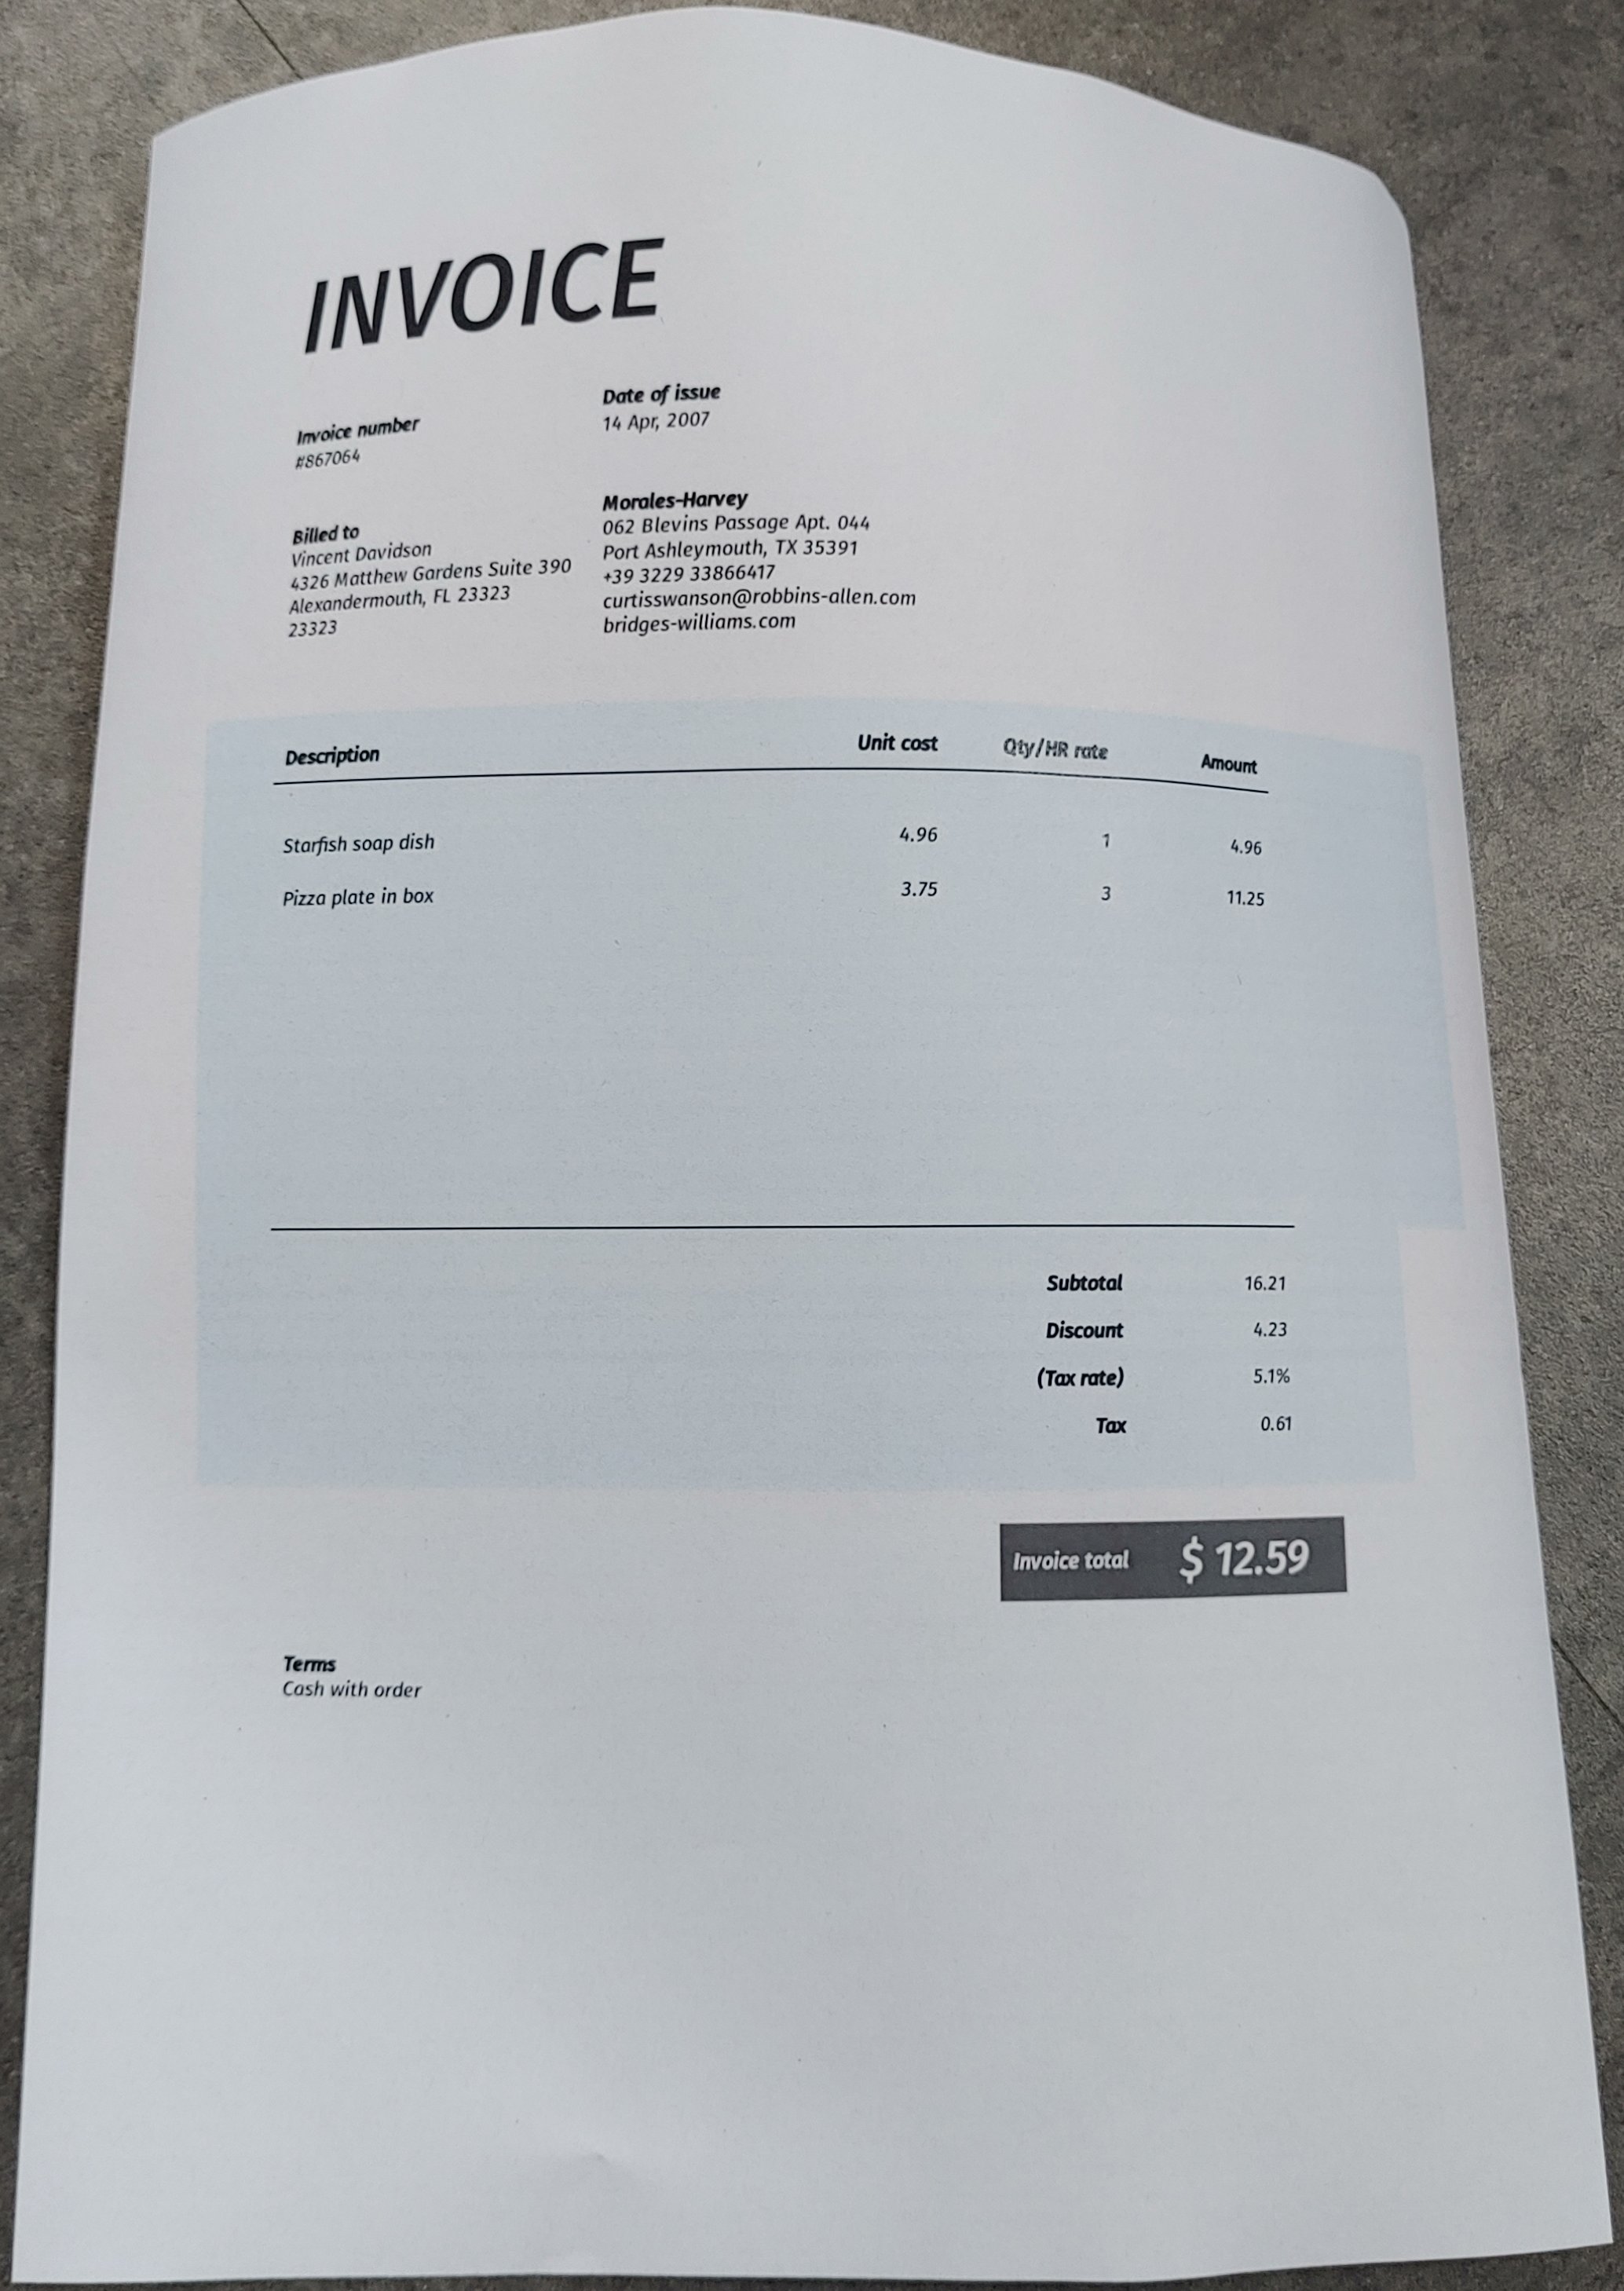 INVOICE
Invoice number
#867064
Date of issue
14 Apr, 2007
Billed to
Vincent Davidson
4326 Matthew Gardens Suite 390
Alexandermouth, FL 23323
23323
Morales-Harvey
062 Blevins Passage Apt. 044
Port Ashleymouth, TX 35391
+39 3229 33866417
curtisswanson@robbins-allen.com
bridges-williams.com
Description Unit cost Qty/HR rate Amount
Starfish soap dish 4.96 1 4.96
Pizza plate in box 3.75 3 11.25
Subtotal 16.21
Discount 4.23
(Tax rate) 5.1%
Tax 0.61
Invoice total $ 12.59
Terms
Cash with order